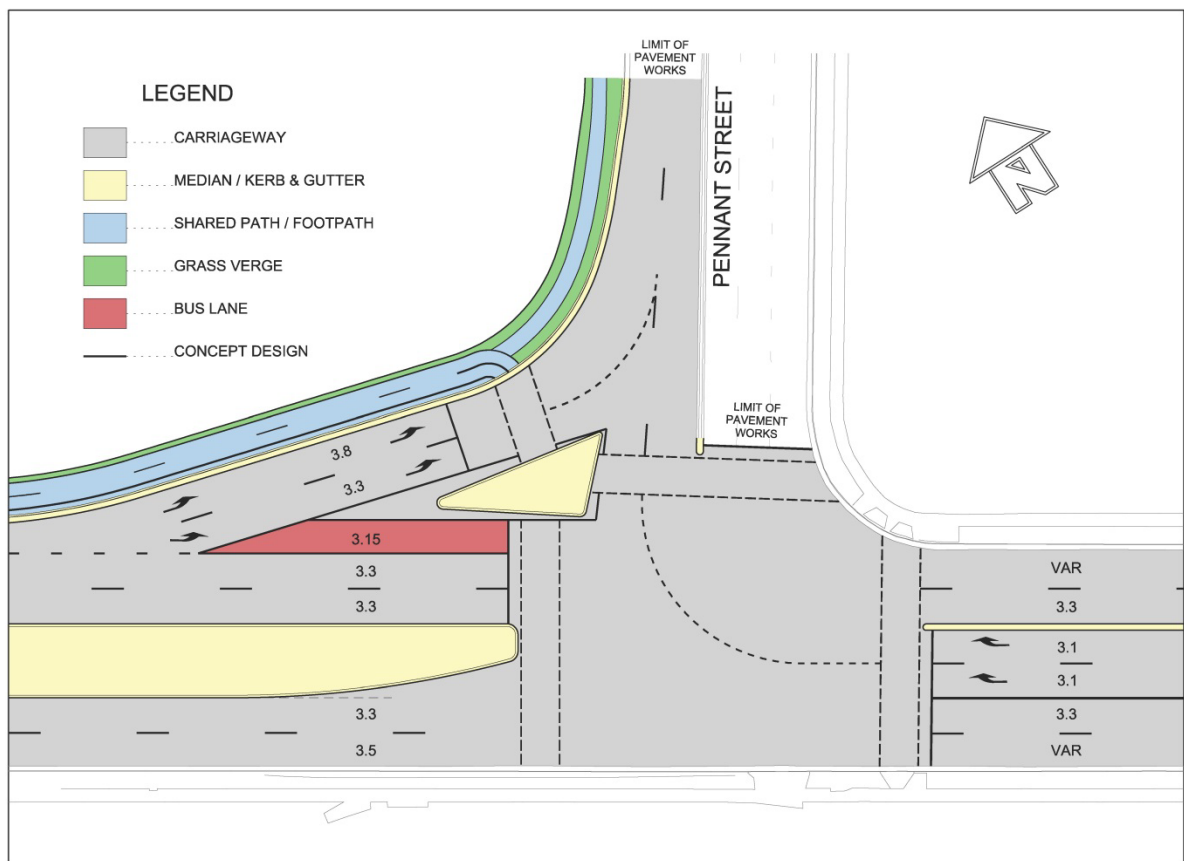 LIMIT OF
PAVEMENT
WORKS
LEGEND
CARRIAGEWAY
MEDIAN / KERB & GUTTER
SHARED PATH / FOOTPATH
GRASS VERGE
BUS LANE
CONCEPT DESIGN
PENNANT STREET
N
LIMIT OF
PAVEMENT
WORKS
3.8
3.3
3.15
3.3
3.3
3.3
3.5
VAR
3.3
3.1
3.1
3.3
VAR